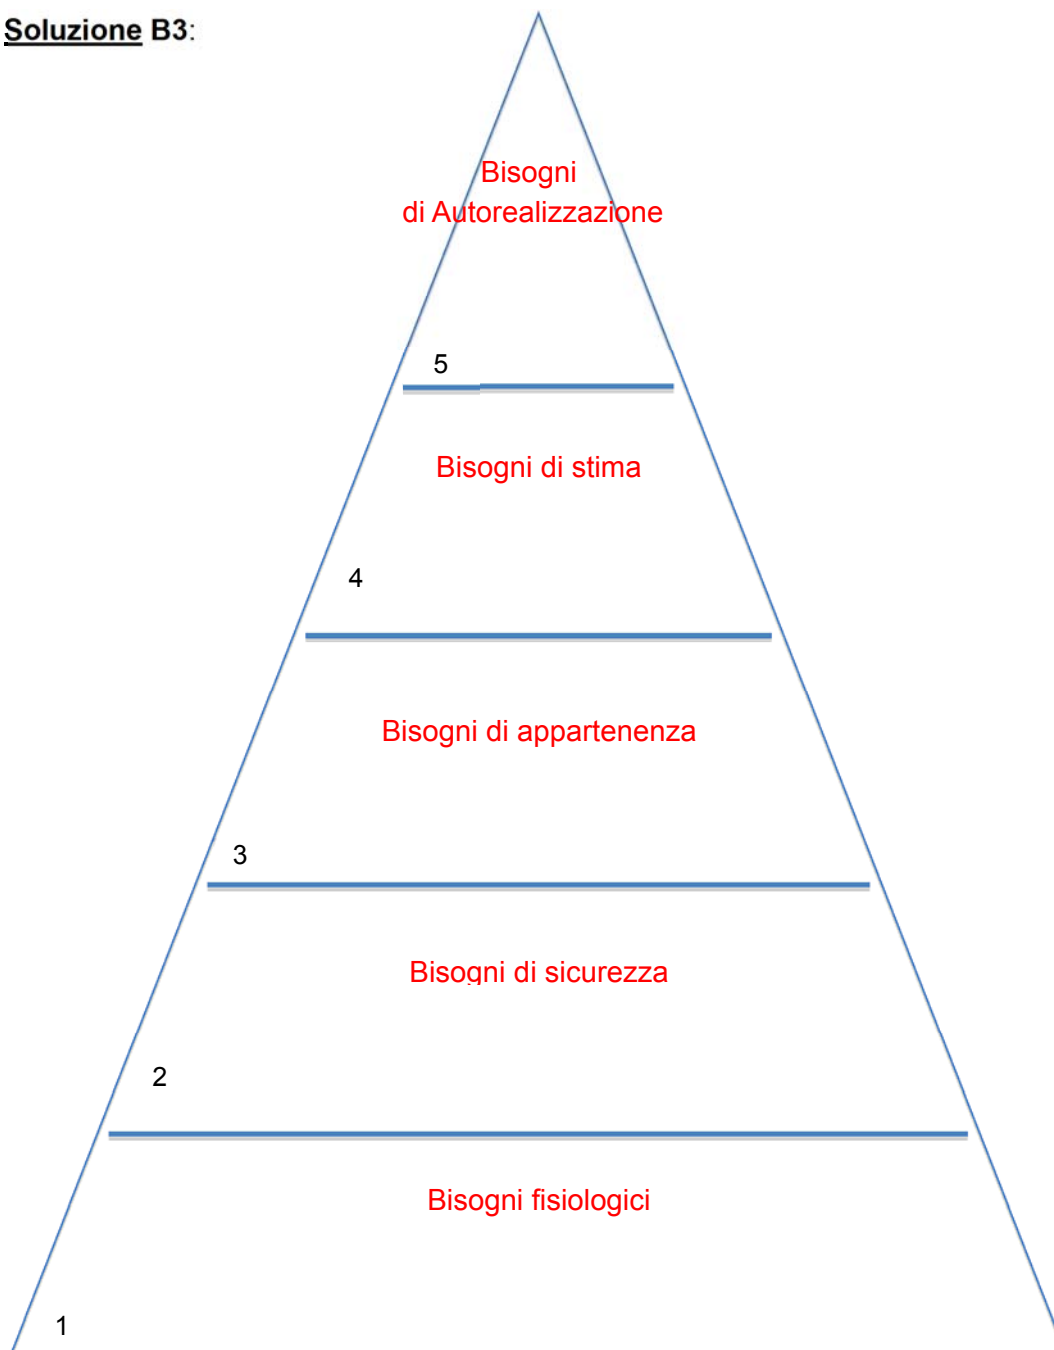 Soluzione B3:
Bisogni
di Autorealizzazione
5
Bisogni di stima
4
Bisogni di appartenenza
3
Bisogni di sicurezza
2
Bisogni fisiologici
1